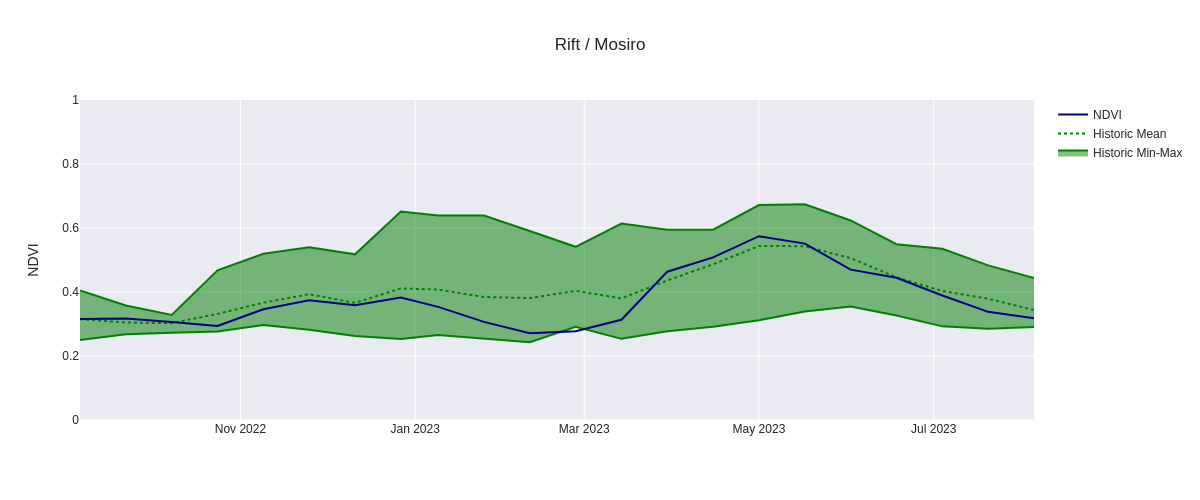 Rift / Mosiro
NDVI
1
0.8
0.6
0.4
0.2
0
Nov 2022
Jan 2023
Mar 2023
May 2023
Jul 2023
NDVI
Historic Mean
Historic Min-Max